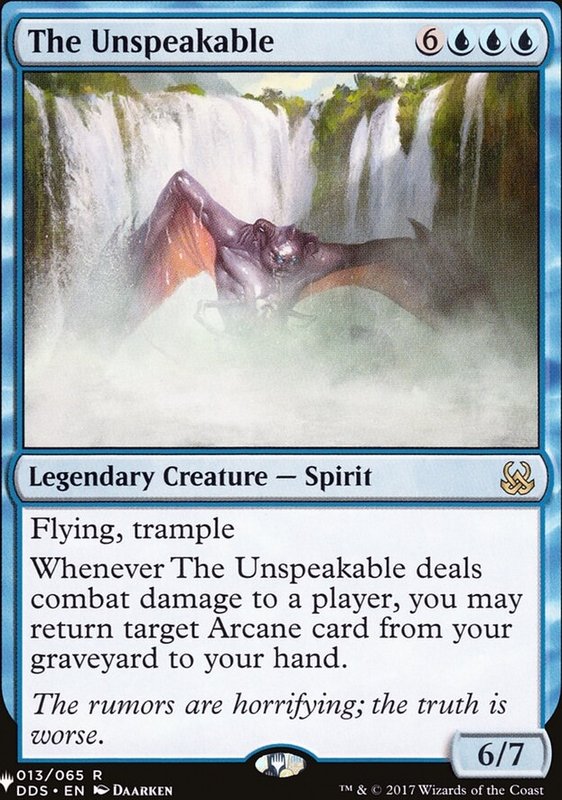 The Unspeakable 6
Legendary Creature — Spirit
Flying, trample
Whenever The Unspeakable deals
combat damage to a player, you may
return target Arcane card from your
graveyard to your hand.
The rumors are horrifying; the truth is
worse.
6/7
013/065 R
DDS • EN DAARKEN
™ & © 2017 Wizards of the Coast